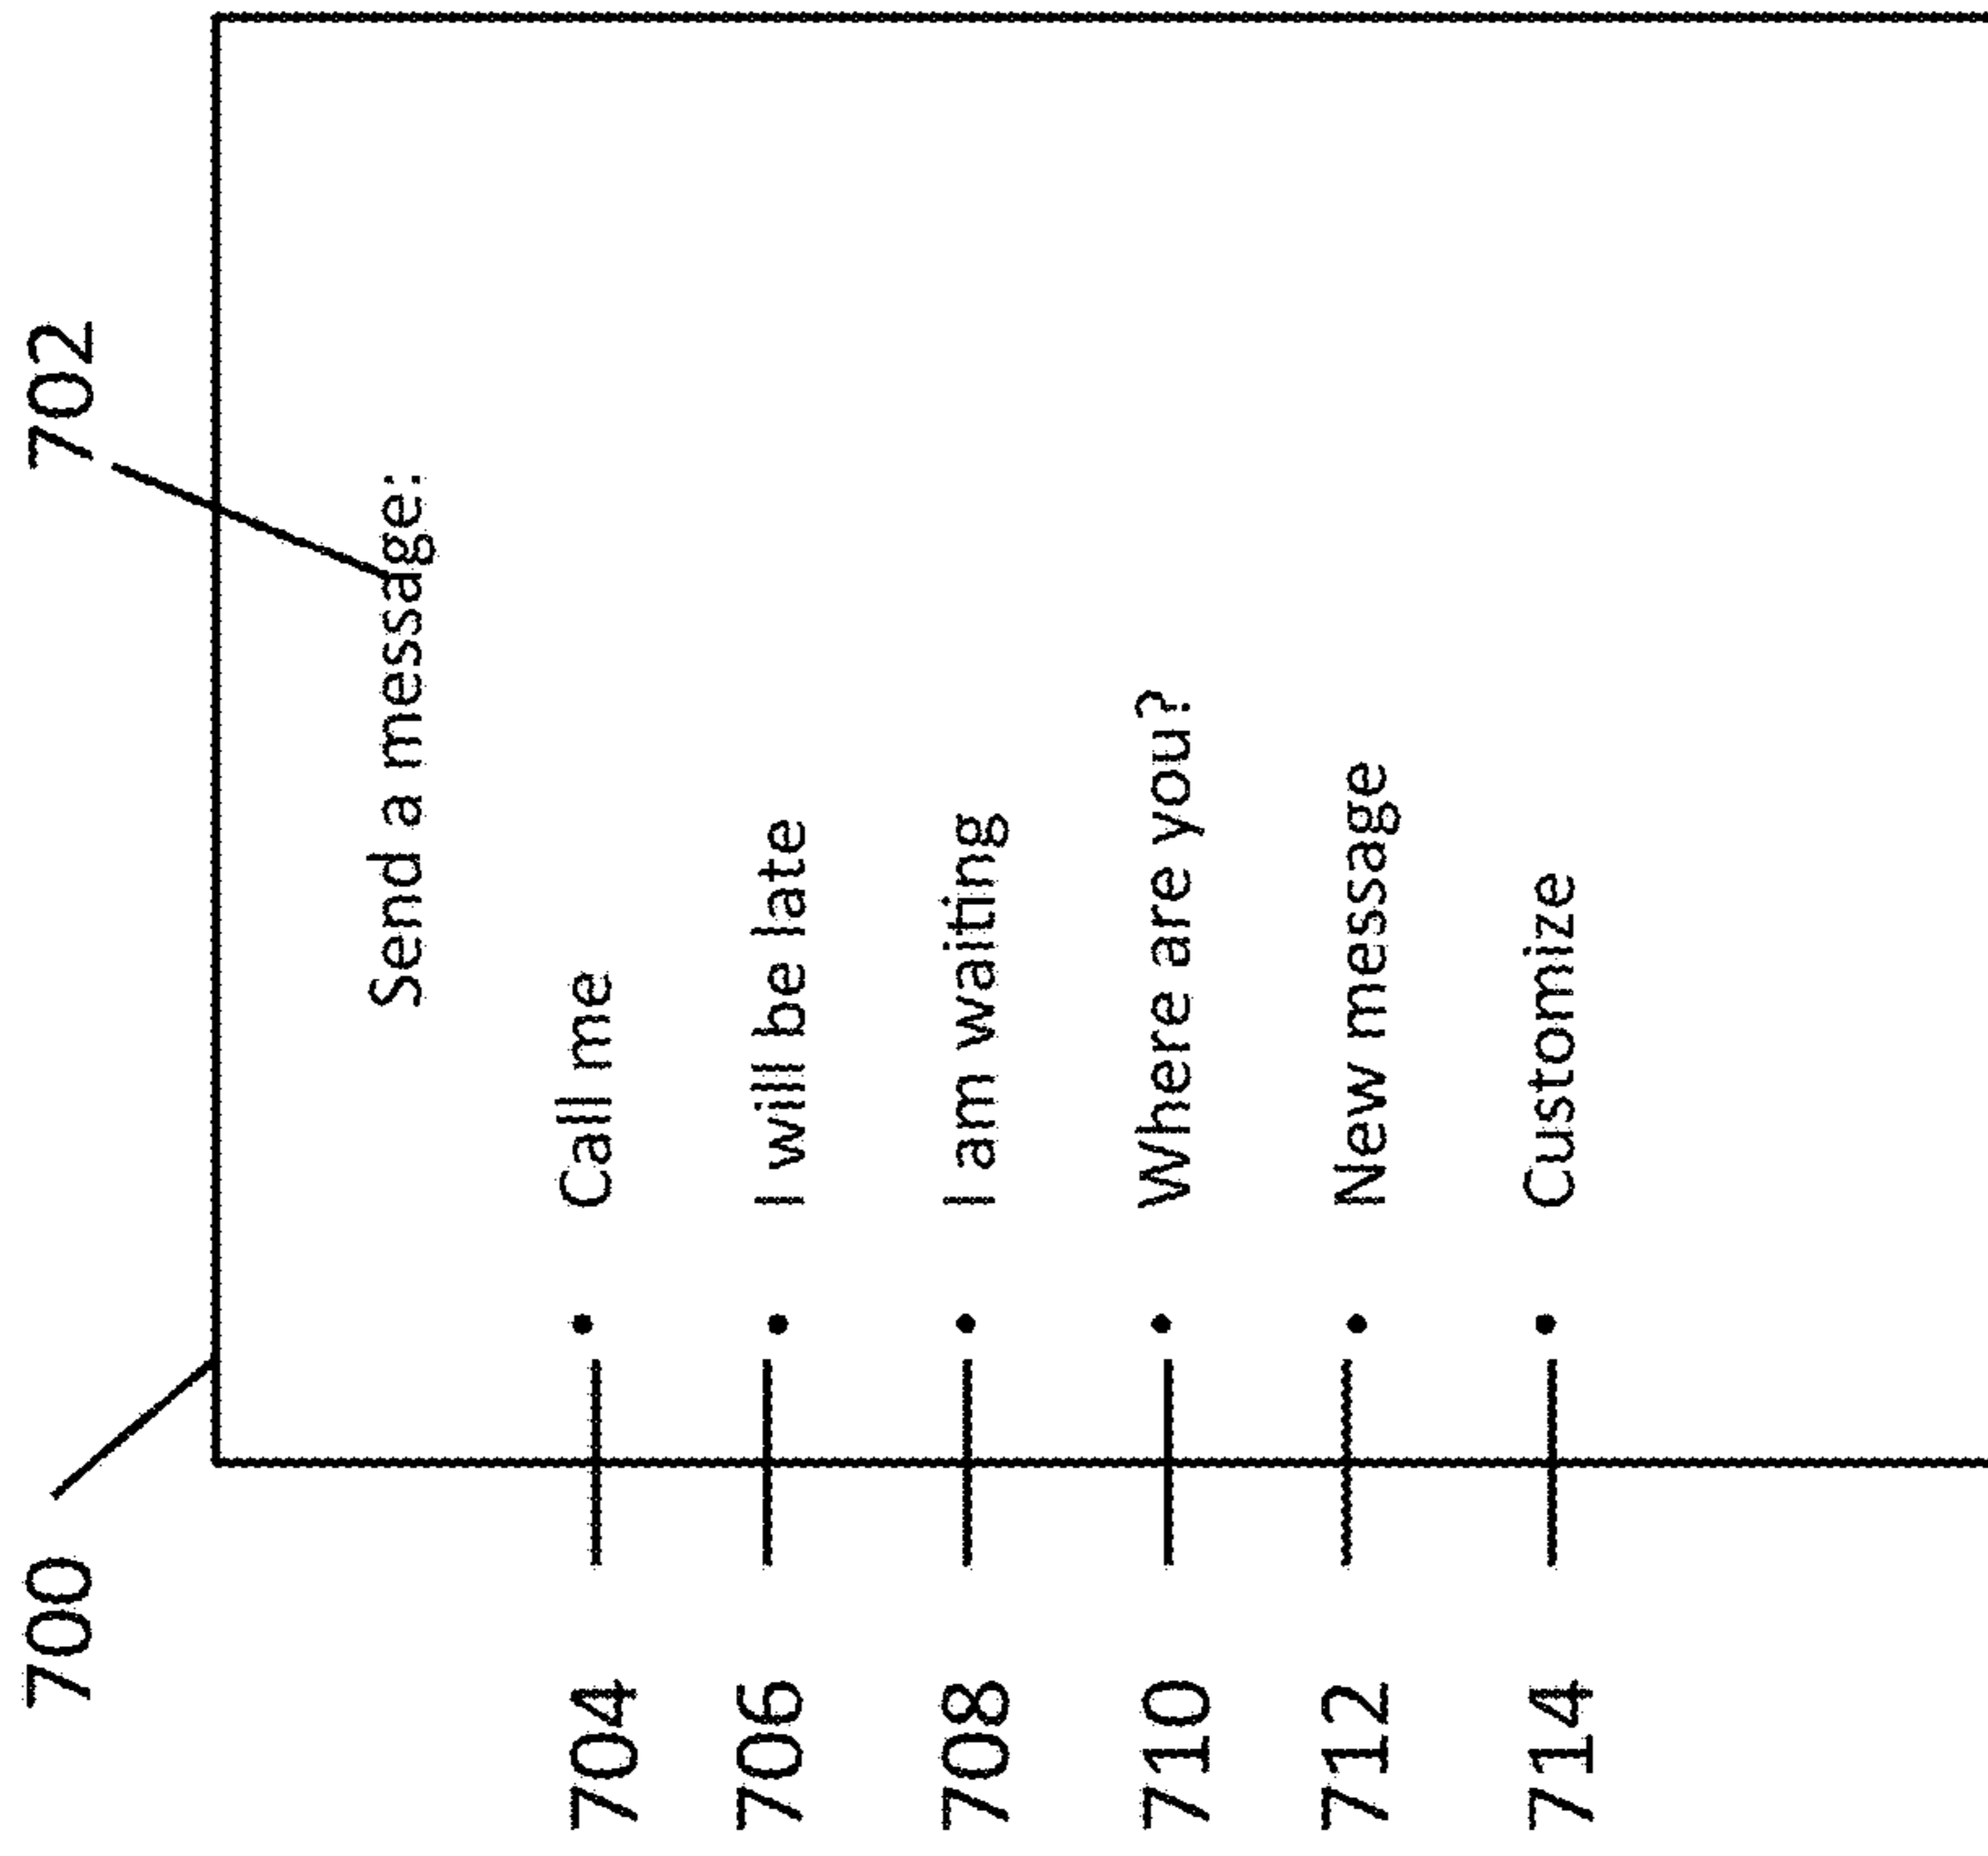 700
702
Send a message:
704 • Call me
706 • I will be late
708 • I am waiting
710 • Where are you?
712 • New message
714 • Customize